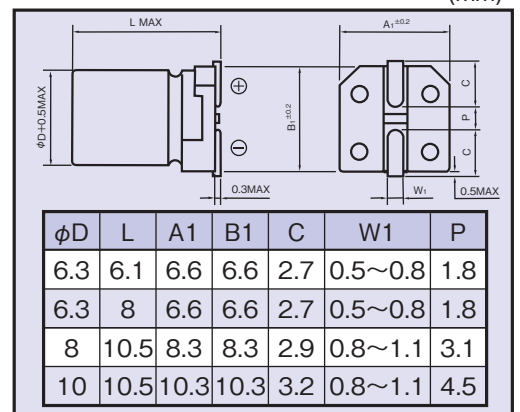 (mm)
L MAX
A1±0.2
φD+0.5MAX
⊕
⊖
B1±0.2
C
P
C
0.3MAX
W1
0.5MAX
φD L A1 B1 C W1 P
6.3 6.1 6.6 6.6 2.7 0.5～0.8 1.8
6.3 8 6.6 6.6 2.7 0.5～0.8 1.8
8 10.5 8.3 8.3 2.9 0.8～1.1 3.1
10 10.5 10.3 10.3 3.2 0.8～1.1 4.5